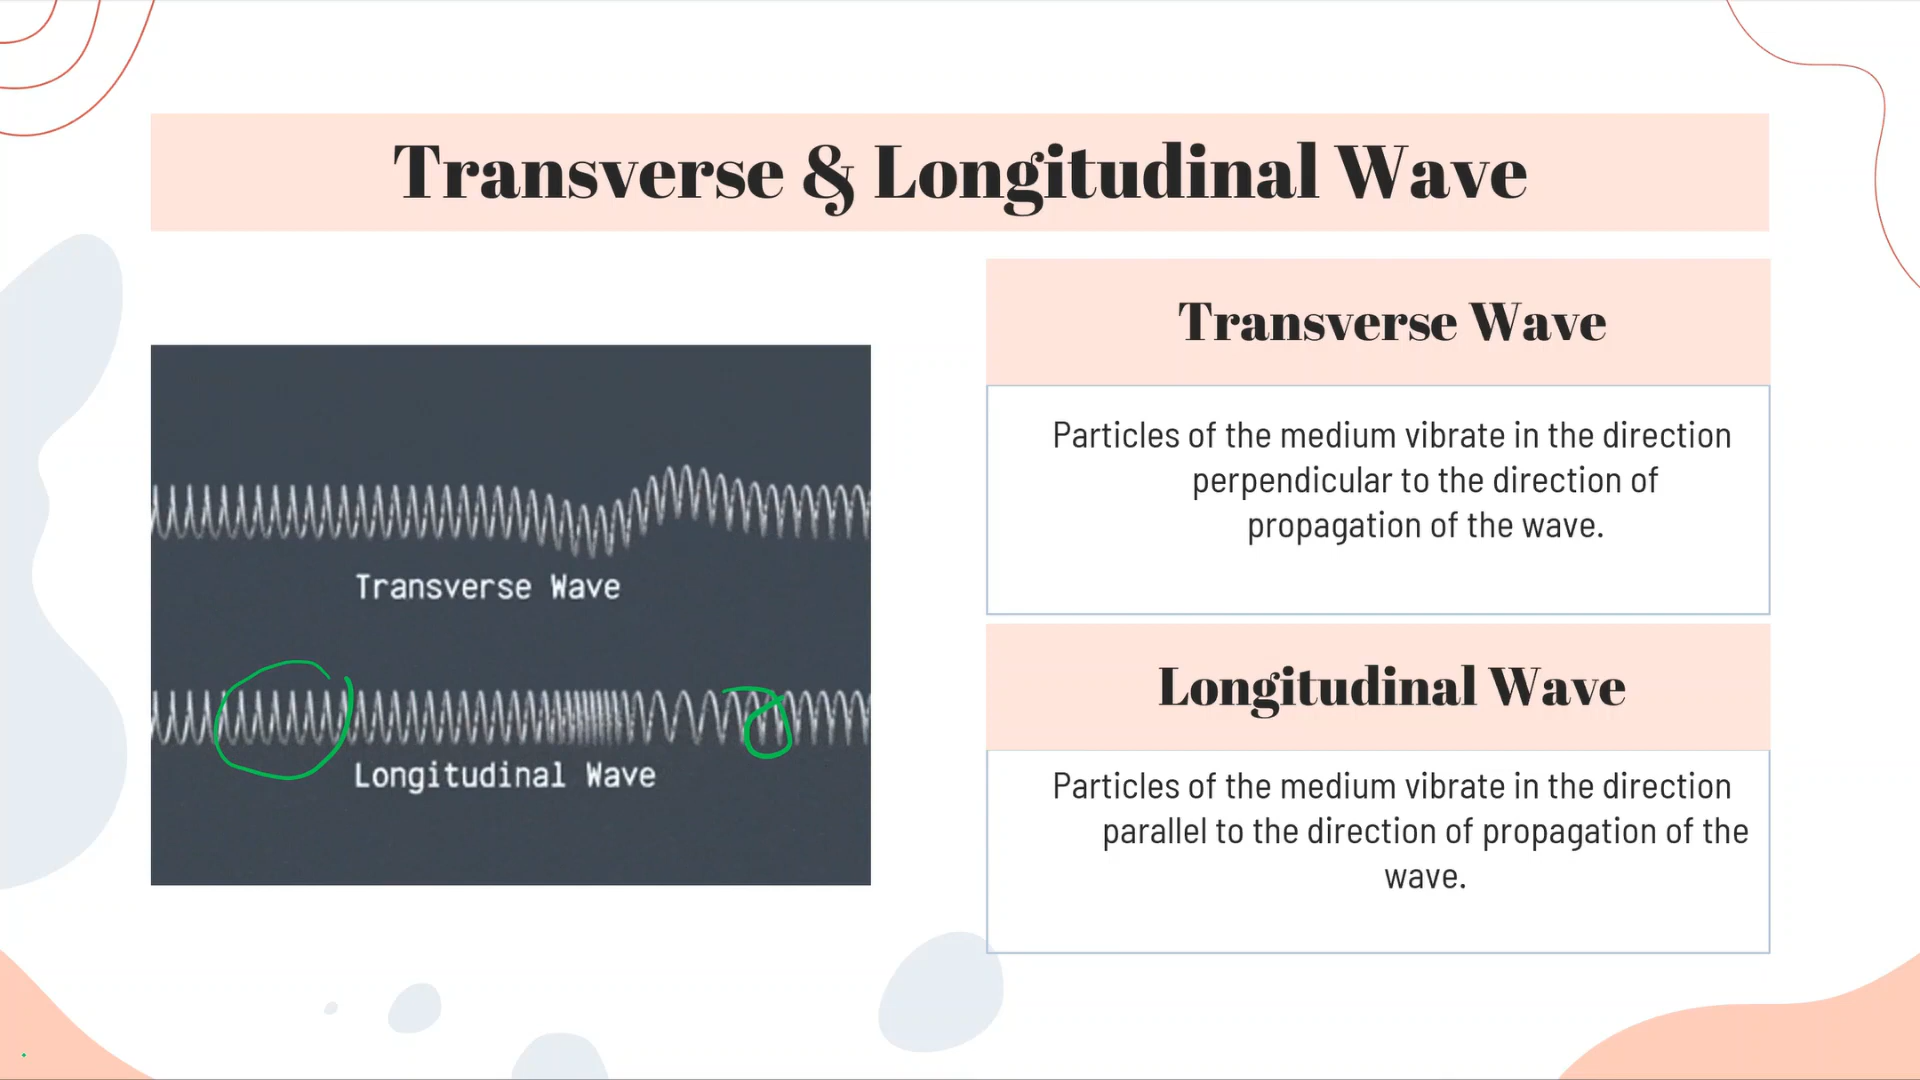 Transverse & Longitudinal Wave
Transverse Wave
Longitudinal Wave
Transverse Wave
Particles of the medium vibrate in the direction
perpendicular to the direction of
propagation of the wave.
Longitudinal Wave
Particles of the medium vibrate in the direction
parallel to the direction of propagation of the
wave.